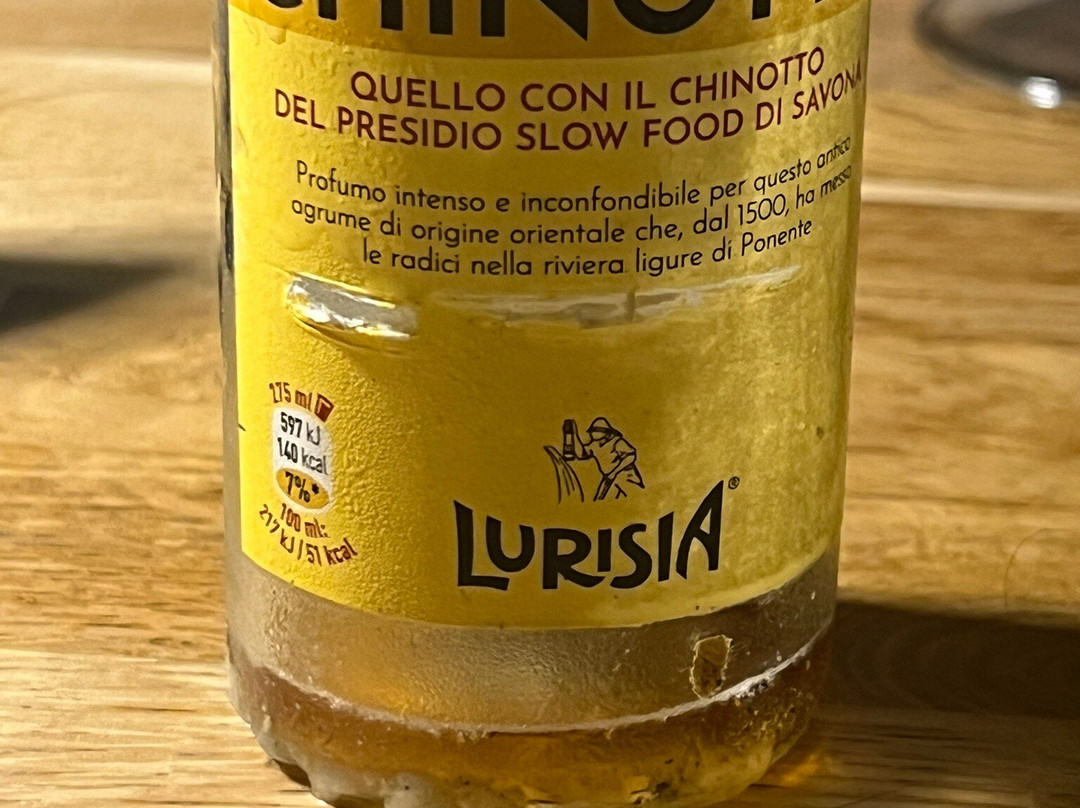 CHINOTTO
QUELLO CON IL CHINOTTO
DEL PRESIDIO SLOW FOOD DI SAVONA
Profumo intenso e inconfondibile per questo antico
agrume di origine orientale che, dal 1500, ha messo
le radici nella riviera ligure di Ponente
275 ml
597 kJ
140 kcal
7%*
100 ml:
217 kJ / 51 kcal
LURISIA®